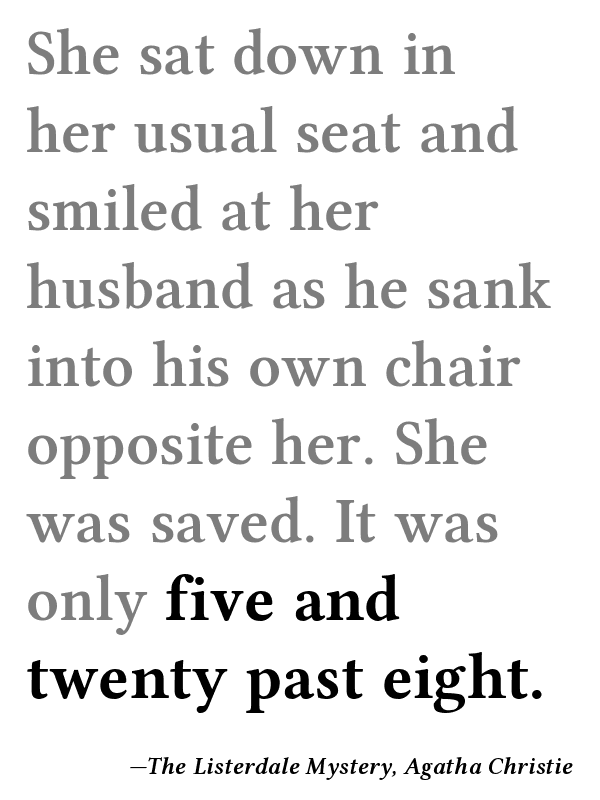 She sat down in
her usual seat and
smiled at her
husband as he sank
into his own chair
opposite her. She
was saved. It was
only five and
twenty past eight.
—The Listerdale Mystery, Agatha Christie